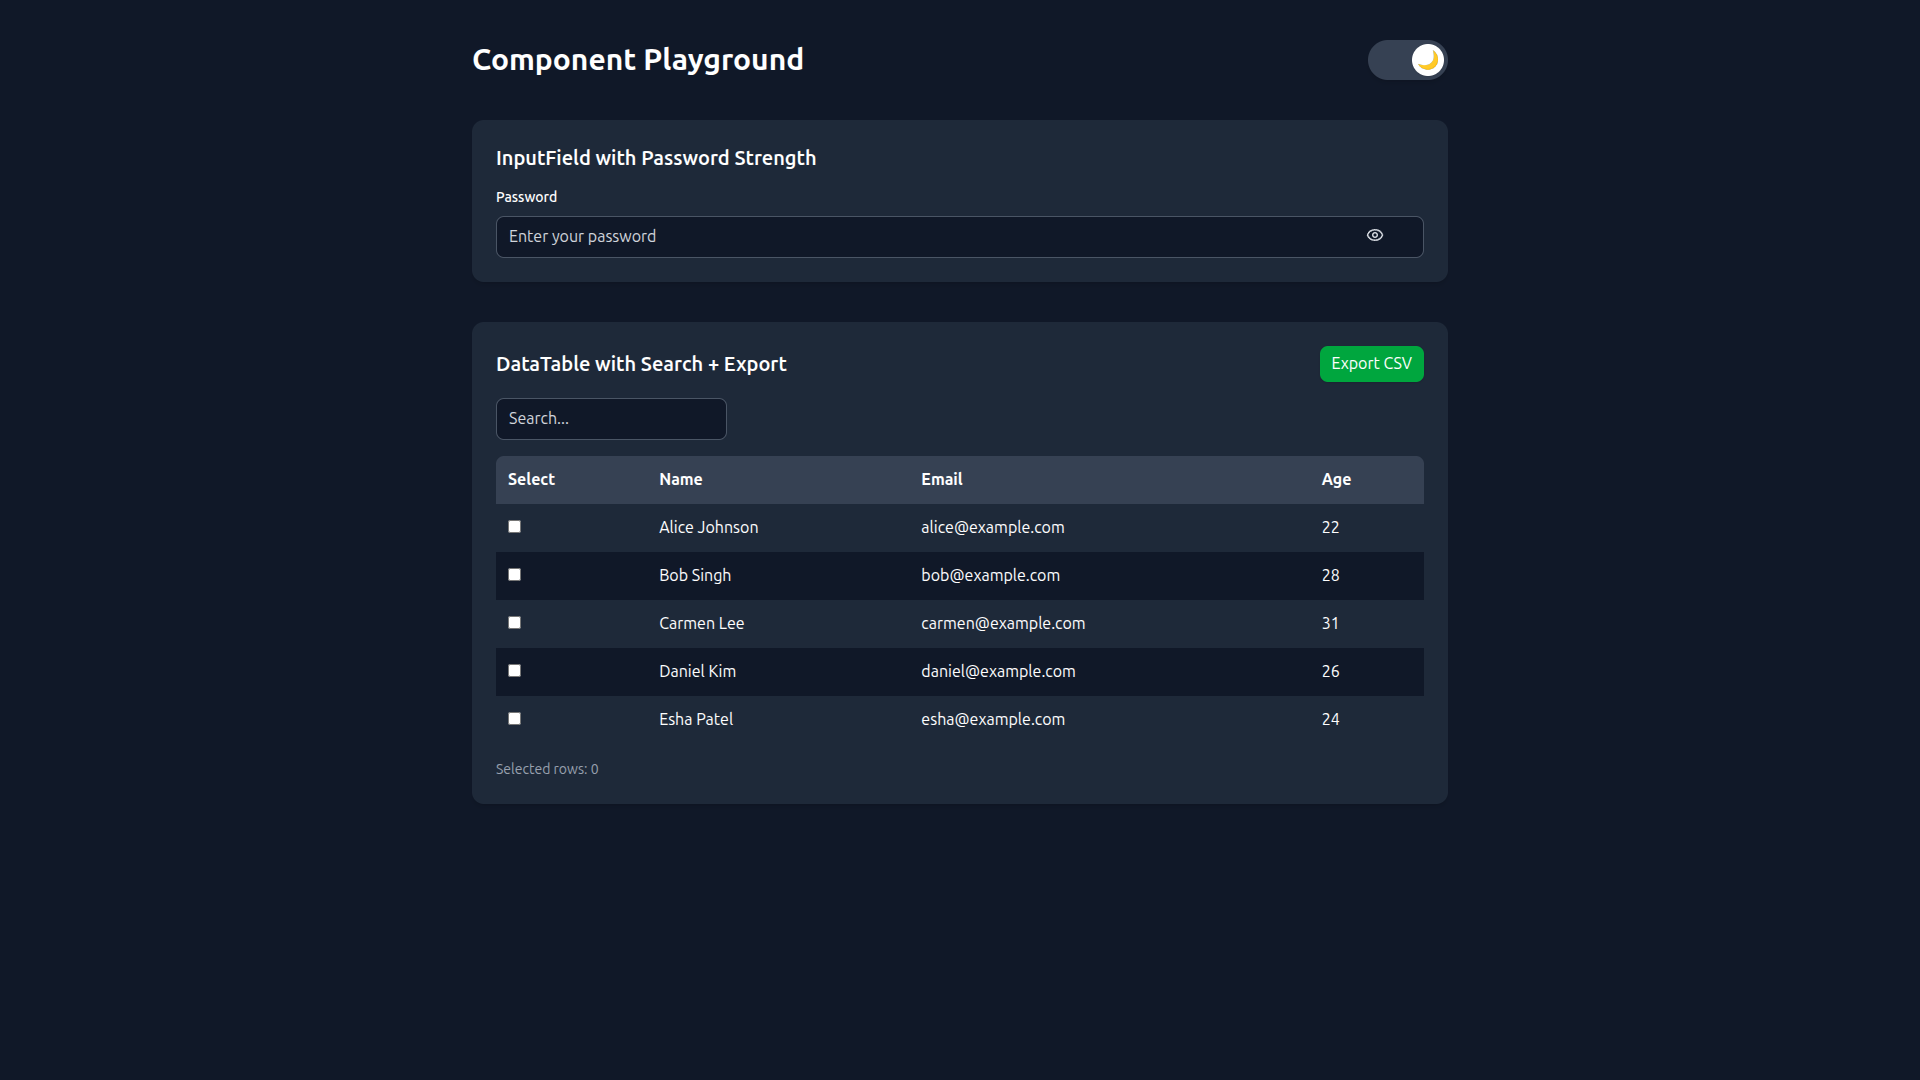 Component Playground
InputField with Password Strength
Password
Enter your password
DataTable with Search + Export
Export CSV
Search...
Select Name Email Age
Alice Johnson alice@example.com 22
Bob Singh bob@example.com 28
Carmen Lee carmen@example.com 31
Daniel Kim daniel@example.com 26
Esha Patel esha@example.com 24
Selected rows: 0